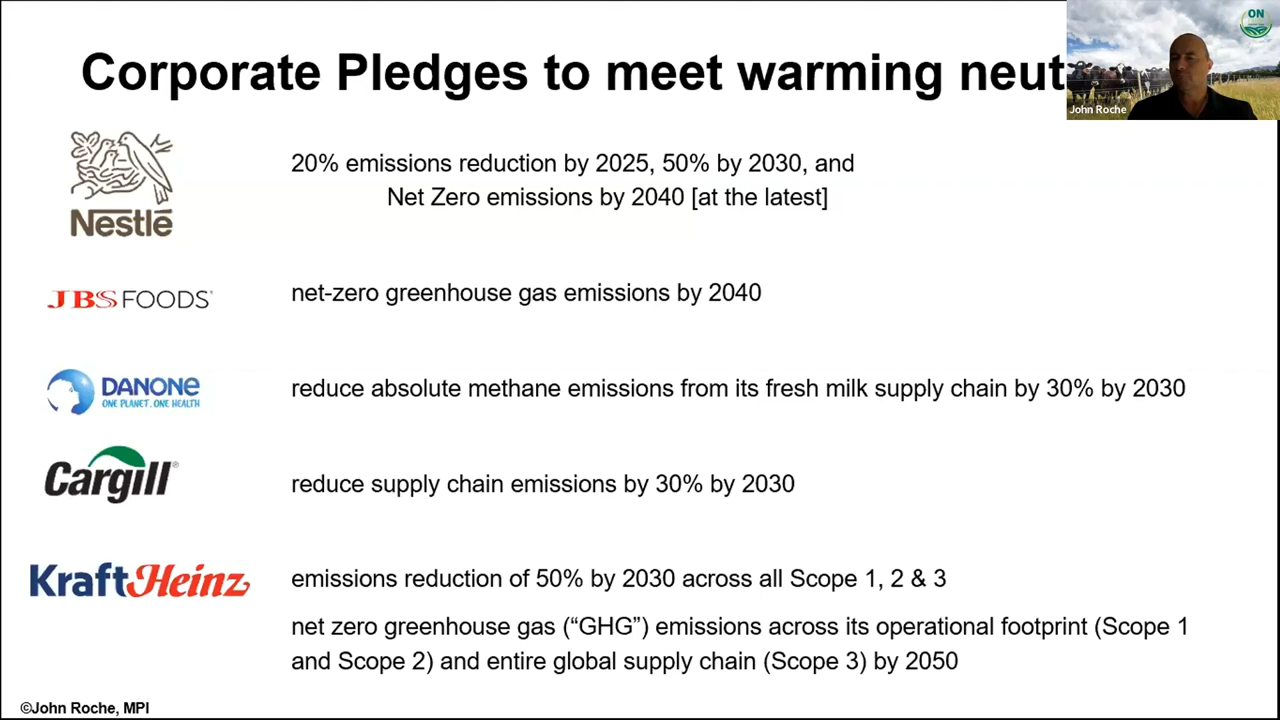 Corporate Pledges to meet warming neut
ON
John Roche
Nestlé
20% emissions reduction by 2025, 50% by 2030, and
Net Zero emissions by 2040 [at the latest]
JBS FOODS®
net-zero greenhouse gas emissions by 2040
DANONE
ONE PLANET. ONE HEALTH
reduce absolute methane emissions from its fresh milk supply chain by 30% by 2030
Cargill®
reduce supply chain emissions by 30% by 2030
KraftHeinz
emissions reduction of 50% by 2030 across all Scope 1, 2 & 3
net zero greenhouse gas (“GHG”) emissions across its operational footprint (Scope 1
and Scope 2) and entire global supply chain (Scope 3) by 2050
©John Roche, MPI